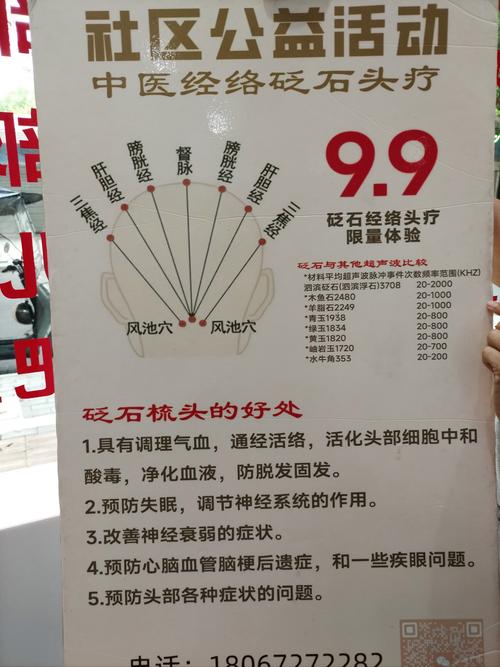 社区公益活动
中医经络砭石头疗
三焦经
肝胆经
膀胱经
督脉
膀胱经
肝胆经
三焦经
风池穴
风池穴
9.9
砭石经络头疗
限量体验
砭石与其他超声波比较
*材料平均超声波脉冲事件次数频率范围(KHZ)
泗滨砭石(泗滨浮石)3708 20-2000
*木鱼石2480 20-1000
*羊脂石2249 20-1000
*青玉1938 20-800
*绿玉1834 20-800
*黄玉1820 20-800
*岫岩玉1720 20-700
*水牛角353 20-200
砭石梳头的好处
1.具有调理气血，通经活络，活化头部细胞中和
酸毒，净化血液，防脱发固发。
2.预防失眠，调节神经系统的作用。
3.改善神经衰弱的症状。
4.预防心脑血管脑梗后遗症，和一些疾眼问题。
5.预防头部各种症状的问题。
电话：18067272282